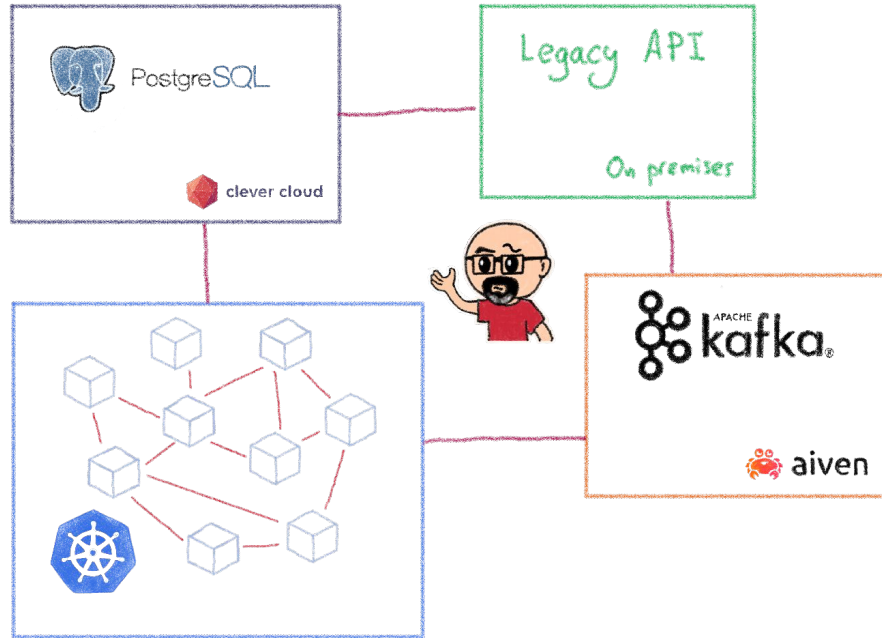 PostgreSQL
clever cloud
Legacy API
On premises
APACHE
kafka®
aiven